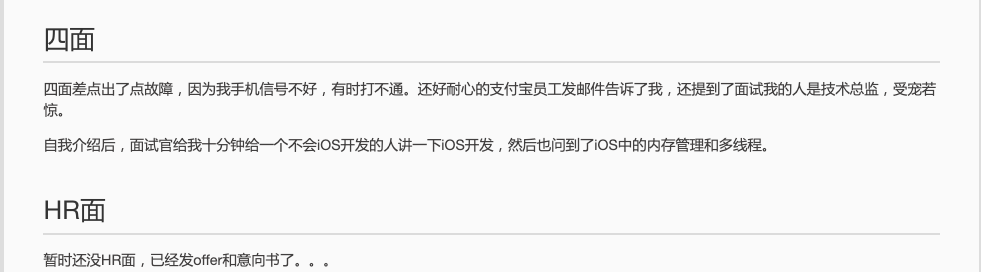 四面
四面差点出了点故障，因为我手机信号不好，有时打不通。还好耐心的支付宝员工发邮件告诉了我，还提到了面试我的人是技术总监，受宠若
惊。
自我介绍后，面试官给我十分钟给一个不会iOS开发的人讲一下iOS开发，然后也问到了iOS中的内存管理和多线程。
HR面
暂时还没HR面，已经发offer和意向书了。。。